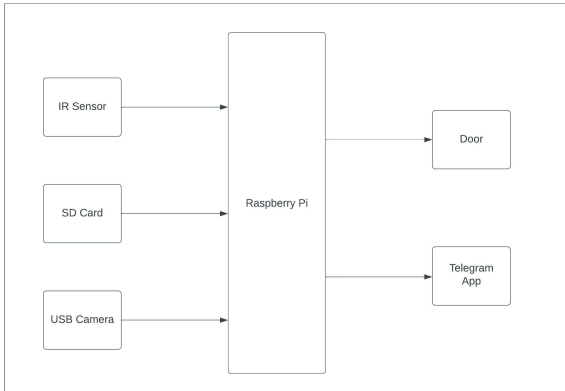 IR Sensor
SD Card
USB Camera
Raspberry Pi
Door
Telegram
App